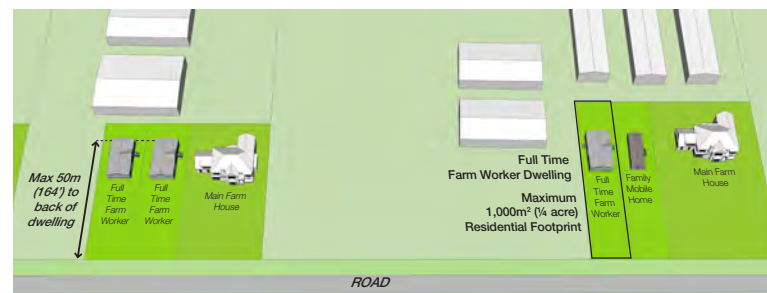 Max 50m
(164') to
back of
dwelling
Full
Time
Farm
Worker
Full
Time
Farm
Worker
Main Farm
House
Full Time
Farm Worker Dwelling
Maximum
1,000m² (¼ acre)
Residential Footprint
Full
Time
Farm
Worker
Family
Mobile
Home
Main Farm
House
ROAD